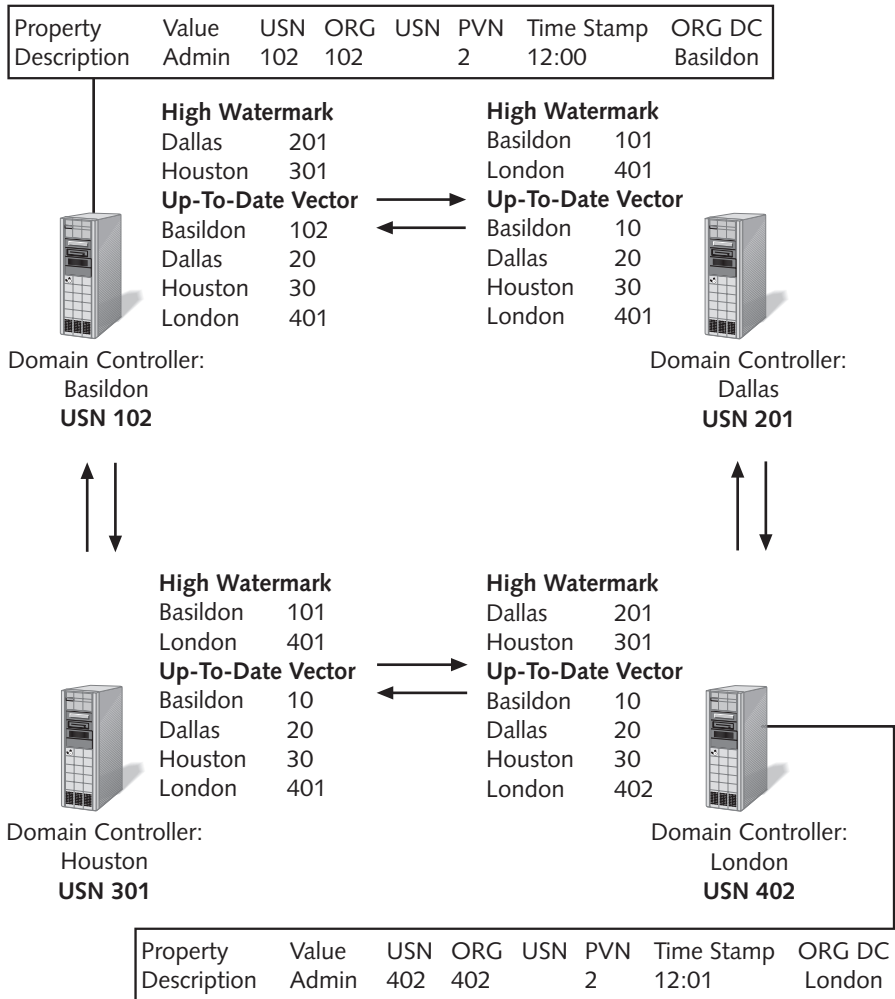 Property Value USN ORG USN PVN Time Stamp ORG DC
Description Admin 102 102 2 12:00 Basildon
High Watermark
Dallas 201
Houston 301
Up-To-Date Vector
Basildon 102
Dallas 20
Houston 30
London 401
High Watermark
Basildon 101
London 401
Up-To-Date Vector
Basildon 10
Dallas 20
Houston 30
London 401
Domain Controller:
Basildon
USN 102
Domain Controller:
Dallas
USN 201
High Watermark
Basildon 101
London 401
Up-To-Date Vector
Basildon 10
Dallas 20
Houston 30
London 401
High Watermark
Dallas 201
Houston 301
Up-To-Date Vector
Basildon 10
Dallas 20
Houston 30
London 402
Domain Controller:
Houston
USN 301
Domain Controller:
London
USN 402
Property Value USN ORG USN PVN Time Stamp ORG DC
Description Admin 402 402 2 12:01 London